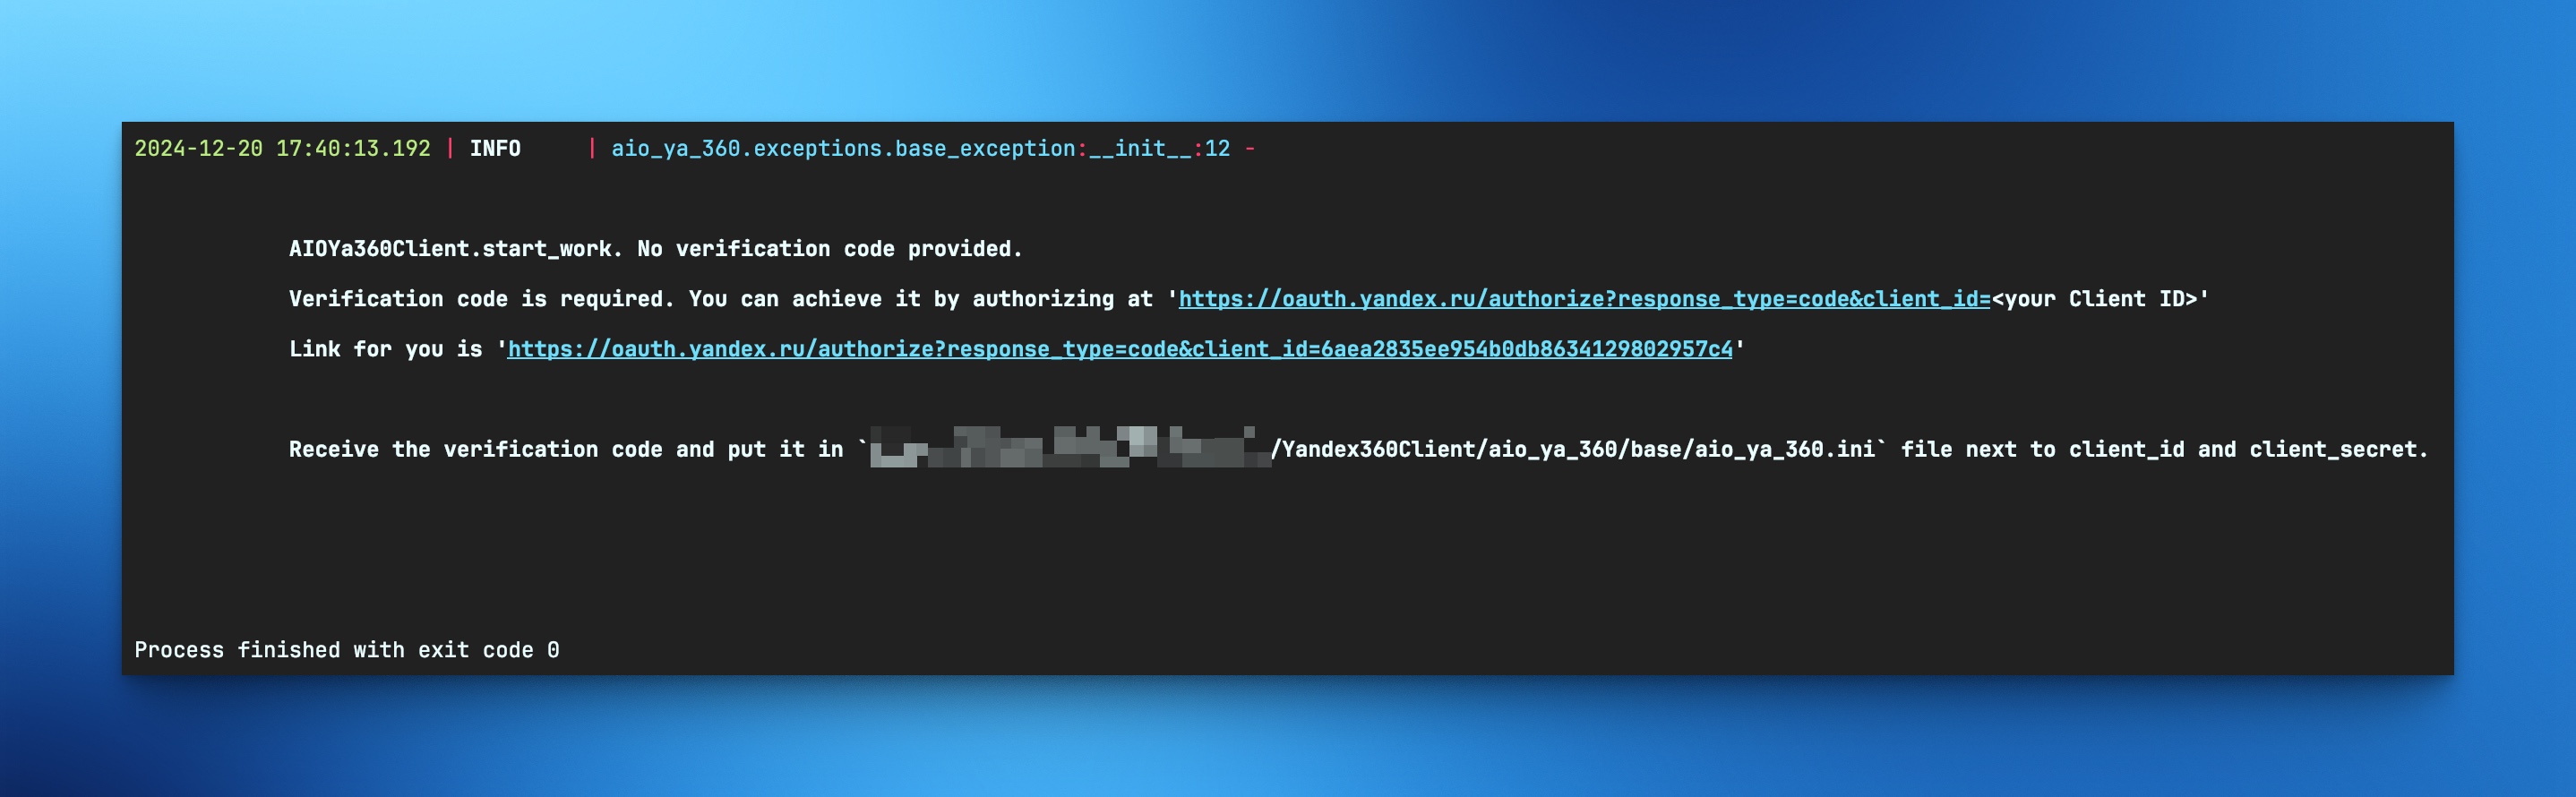 2024-12-20 17:40:13.192 | INFO     | aio_ya_360.exceptions.base_exception:__init__:12 -
AIOYa360Client.start_work. No verification code provided.
Verification code is required. You can achieve it by authorizing at 'https://oauth.yandex.ru/authorize?response_type=code&client_id=<your Client ID>'
Link for you is 'https://oauth.yandex.ru/authorize?response_type=code&client_id=6aea2835ee954b0db8634129802957c4'
Receive the verification code and put it in `/Yandex360Client/aio_ya_360/base/aio_ya_360.ini` file next to client_id and client_secret.
Process finished with exit code 0